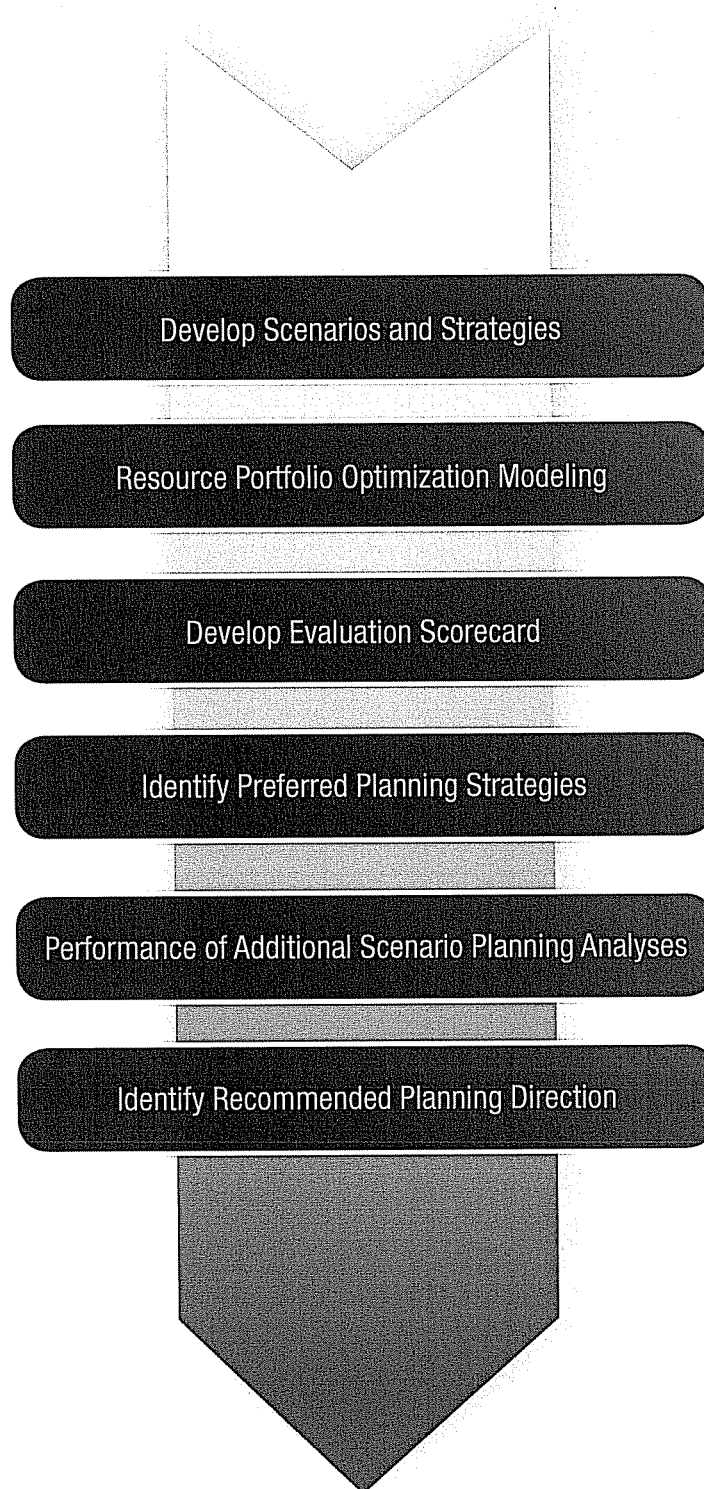 Develop Scenarios and Strategies
Resource Portfolio Optimization Modeling
Develop Evaluation Scorecard
Identify Preferred Planning Strategies
Performance of Additional Scenario Planning Analyses
Identify Recommended Planning Direction